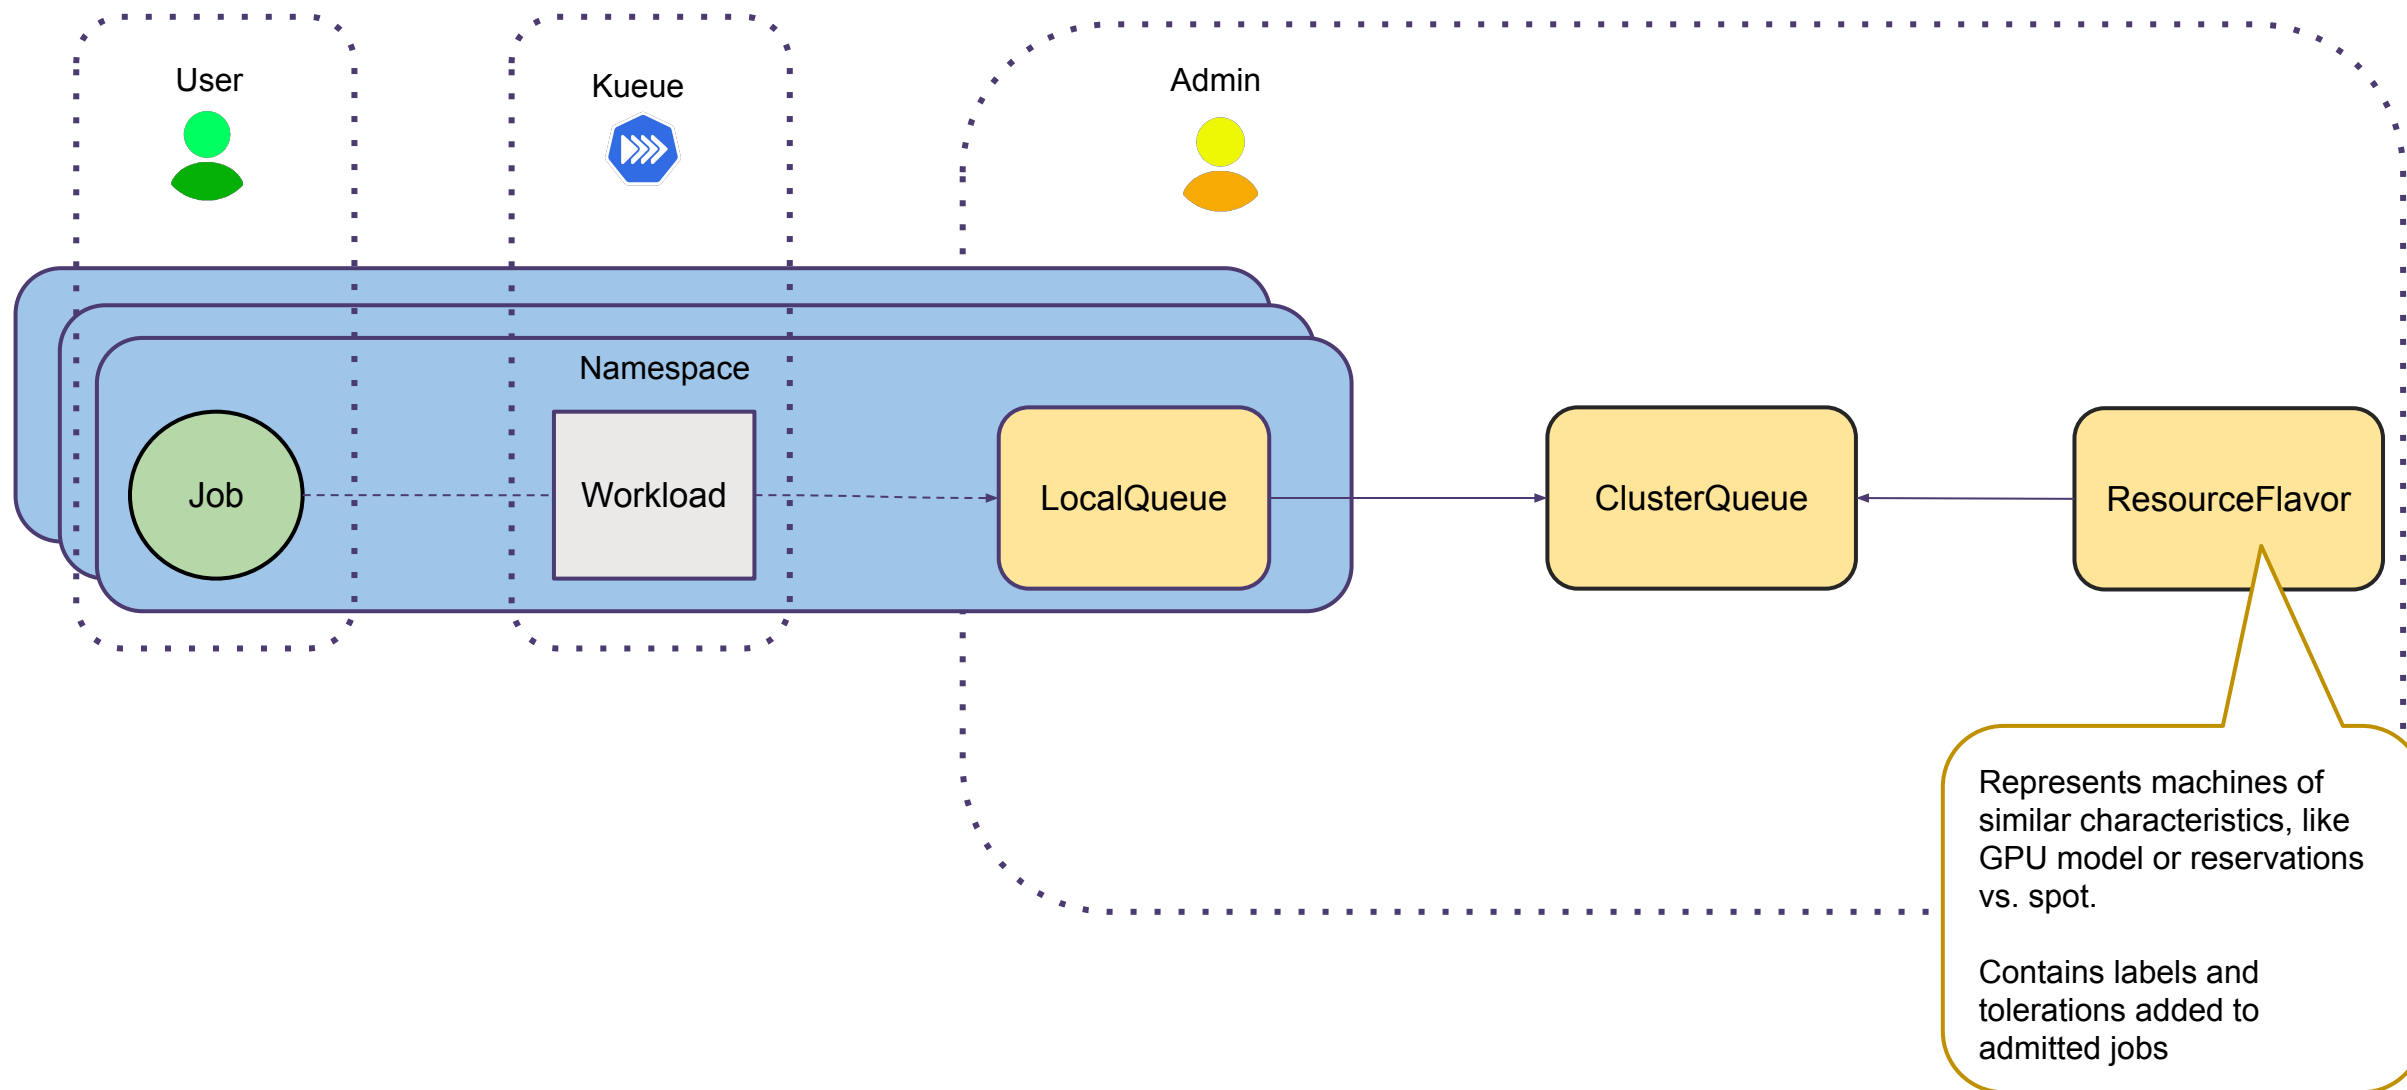 User
Kueue
Admin
Namespace
Job
Workload
LocalQueue
ClusterQueue
ResourceFlavor
Represents machines of
similar characteristics, like
GPU model or reservations
vs. spot.
Contains labels and
tolerations added to
admitted jobs